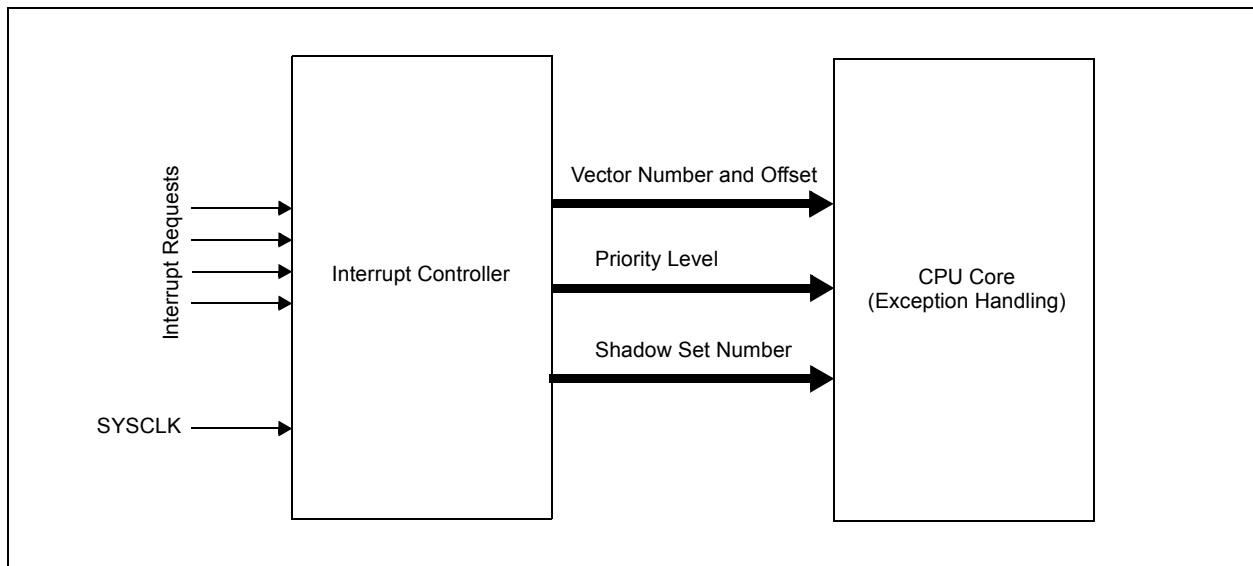 Interrupt Requests
SYSCLK
Interrupt Controller
Vector Number and Offset
Priority Level
Shadow Set Number
CPU Core
(Exception Handling)